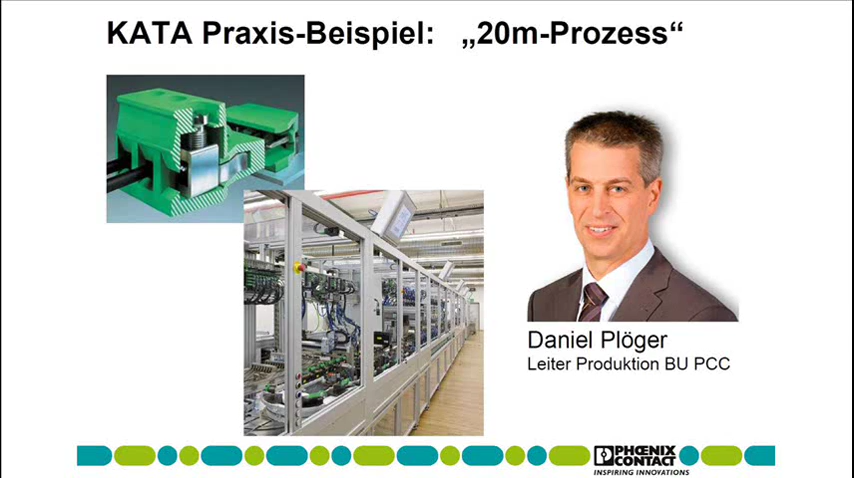 KATA Praxis-Beispiel: „20m-Prozess“
Daniel Plöger
Leiter Produktion BU PCC
PHŒNIX
CONTACT
INSPIRING INNOVATIONS